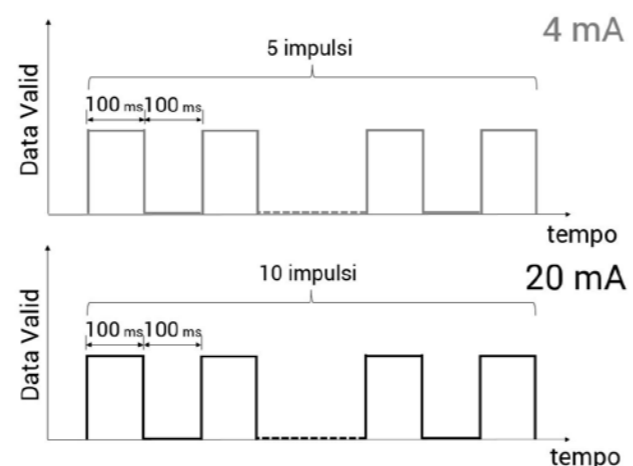 4 mA
5 impulsi
100 ms 100 ms
Data Valid
tempo
20 mA
10 impulsi
100 ms 100 ms
Data Valid
tempo